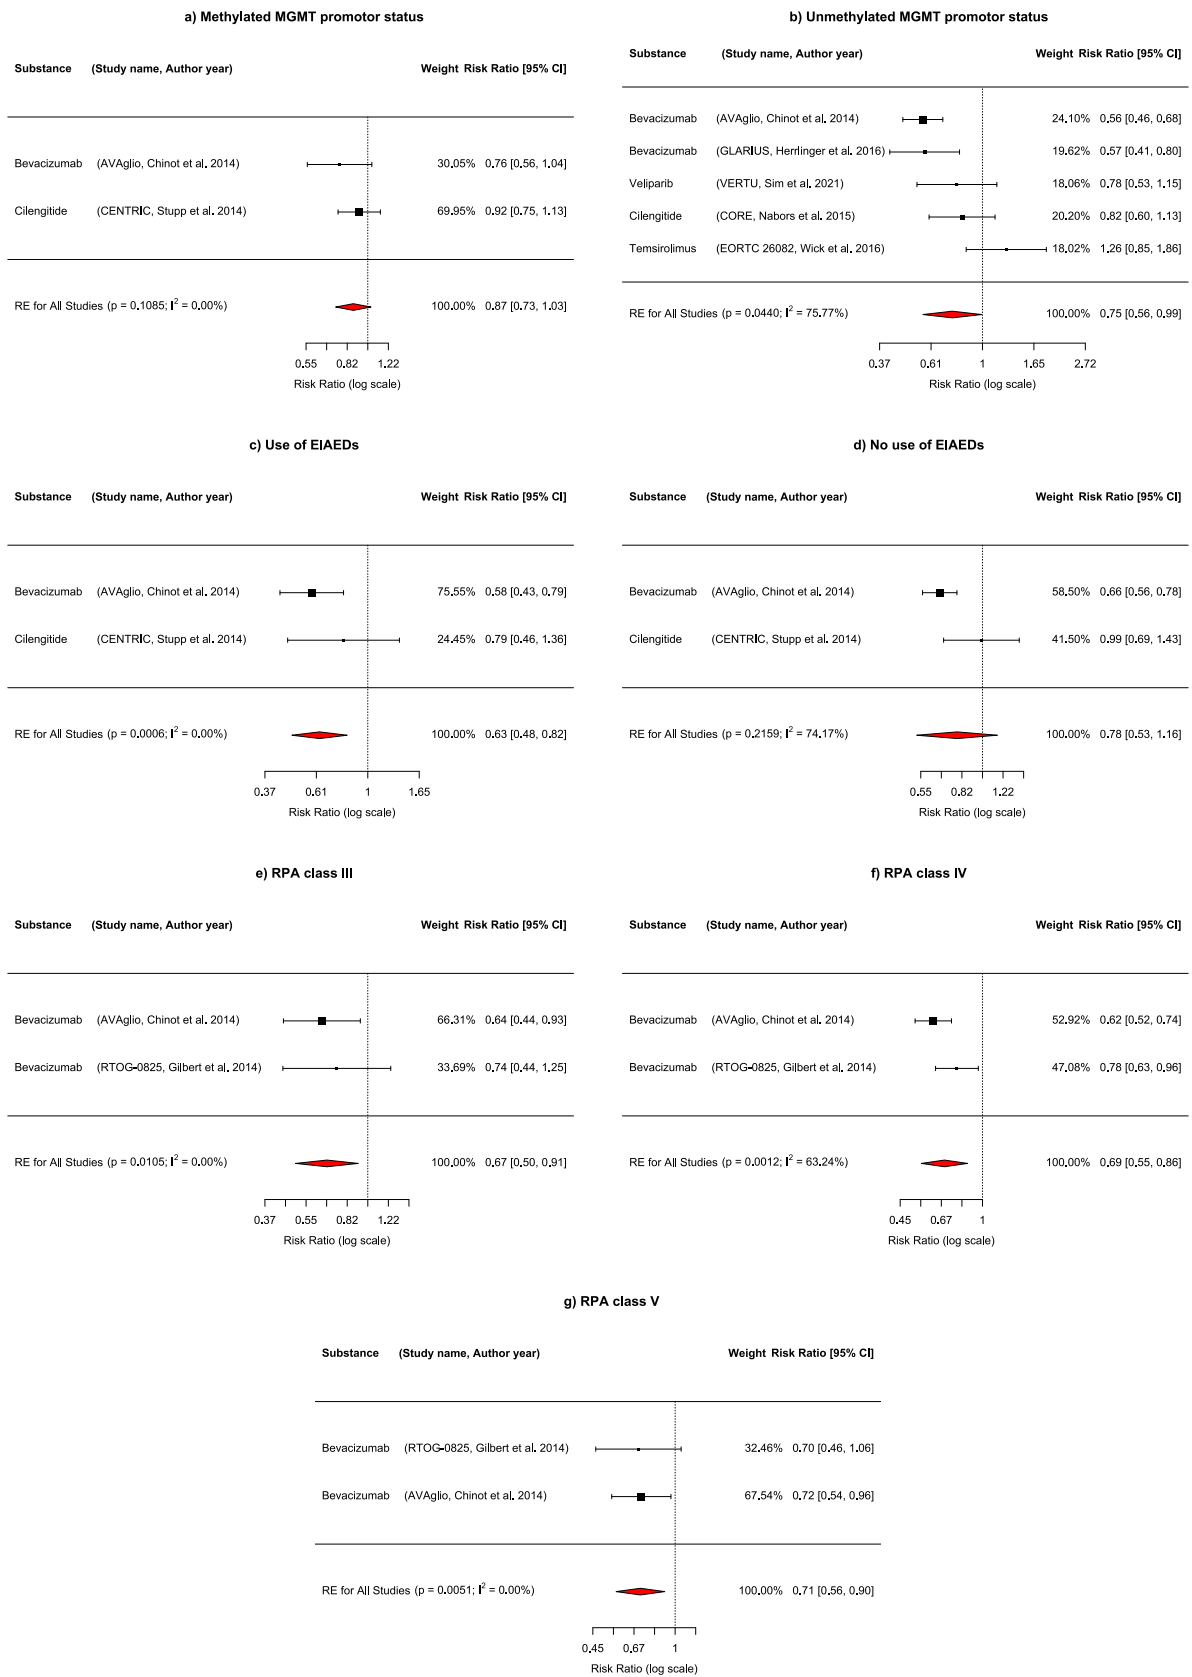 a) Methylated MGMT promotor status
Substance (Study name, Author year) Weight Risk Ratio [95% CI]
Bevacizumab (AVAglio, Chinot et al. 2014) 30.05% 0.76 [0.56, 1.04]
Cilengitide (CENTRIC, Stupp et al. 2014) 69.95% 0.92 [0.75, 1.13]
RE for All Studies (p = 0.1085; I² = 0.00%) 100.00% 0.87 [0.73, 1.03]
0.55 0.82 1.22
Risk Ratio (log scale)
b) Unmethylated MGMT promotor status
Substance (Study name, Author year) Weight Risk Ratio [95% CI]
Bevacizumab (AVAglio, Chinot et al. 2014) 24.10% 0.56 [0.46, 0.68]
Bevacizumab (GLARIUS, Herrlinger et al. 2016) 19.62% 0.57 [0.41, 0.80]
Veliparib (VERTU, Sim et al. 2021) 18.06% 0.78 [0.53, 1.15]
Cilengitide (CORE, Nabors et al. 2015) 20.20% 0.82 [0.60, 1.13]
Temsirolimus (EORTC 26082, Wick et al. 2016) 18.02% 1.26 [0.85, 1.86]
RE for All Studies (p = 0.0440; I² = 75.77%) 100.00% 0.75 [0.56, 0.99]
0.37 0.61 1 1.65 2.72
Risk Ratio (log scale)
c) Use of EIAEDs
Substance (Study name, Author year) Weight Risk Ratio [95% CI]
Bevacizumab (AVAglio, Chinot et al. 2014) 75.55% 0.58 [0.43, 0.79]
Cilengitide (CENTRIC, Stupp et al. 2014) 24.45% 0.79 [0.46, 1.36]
RE for All Studies (p = 0.0006; I² = 0.00%) 100.00% 0.63 [0.48, 0.82]
0.37 0.61 1 1.65
Risk Ratio (log scale)
d) No use of EIAEDs
Substance (Study name, Author year) Weight Risk Ratio [95% CI]
Bevacizumab (AVAglio, Chinot et al. 2014) 58.50% 0.66 [0.56, 0.78]
Cilengitide (CENTRIC, Stupp et al. 2014) 41.50% 0.99 [0.69, 1.43]
RE for All Studies (p = 0.2159; I² = 74.17%) 100.00% 0.78 [0.53, 1.16]
0.55 0.82 1.22
Risk Ratio (log scale)
e) RPA class III
Substance (Study name, Author year) Weight Risk Ratio [95% CI]
Bevacizumab (AVAglio, Chinot et al. 2014) 66.31% 0.64 [0.44, 0.93]
Bevacizumab (RTOG-0825, Gilbert et al. 2014) 33.69% 0.74 [0.44, 1.25]
RE for All Studies (p = 0.0105; I² = 0.00%) 100.00% 0.67 [0.50, 0.91]
0.37 0.55 0.82 1.22
Risk Ratio (log scale)
f) RPA class IV
Substance (Study name, Author year) Weight Risk Ratio [95% CI]
Bevacizumab (AVAglio, Chinot et al. 2014) 52.92% 0.62 [0.52, 0.74]
Bevacizumab (RTOG-0825, Gilbert et al. 2014) 47.08% 0.78 [0.63, 0.96]
RE for All Studies (p = 0.0012; I² = 63.24%) 100.00% 0.69 [0.55, 0.86]
0.45 0.67 1
Risk Ratio (log scale)
g) RPA class V
Substance (Study name, Author year) Weight Risk Ratio [95% CI]
Bevacizumab (RTOG-0825, Gilbert et al. 2014) 32.46% 0.70 [0.46, 1.06]
Bevacizumab (AVAglio, Chinot et al. 2014) 67.54% 0.72 [0.54, 0.96]
RE for All Studies (p = 0.0051; I² = 0.00%) 100.00% 0.71 [0.56, 0.90]
0.45 0.67 1
Risk Ratio (log scale)